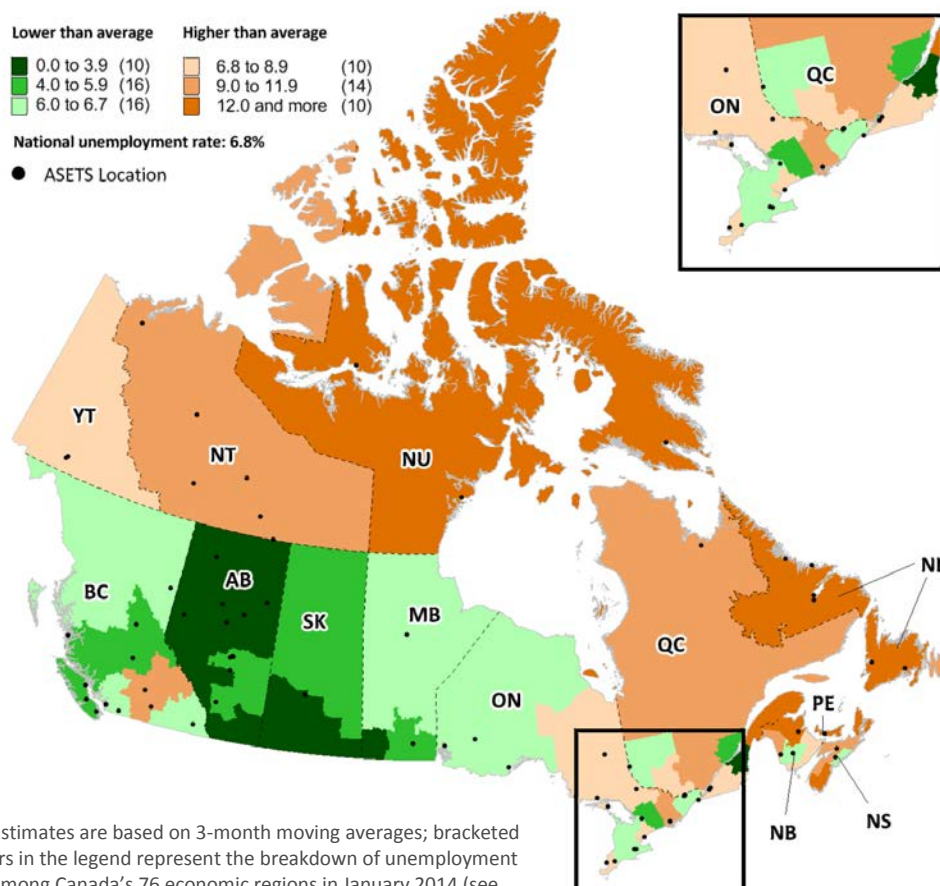 Lower than average
0.0 to 3.9 (10)
4.0 to 5.9 (16)
6.0 to 6.7 (16)
Higher than average
6.8 to 8.9 (10)
9.0 to 11.9 (14)
12.0 and more (10)
National unemployment rate: 6.8%
ASETS Location
QC
ON
YT
NT
NU
BC
AB
SK
MB
ON
QC
PE
NB
NS
stimates are based on 3-month moving averages; bracketed
rs in the legend represent the breakdown of unemployment
mong Canada's 76 economic regions in January 2014 (see